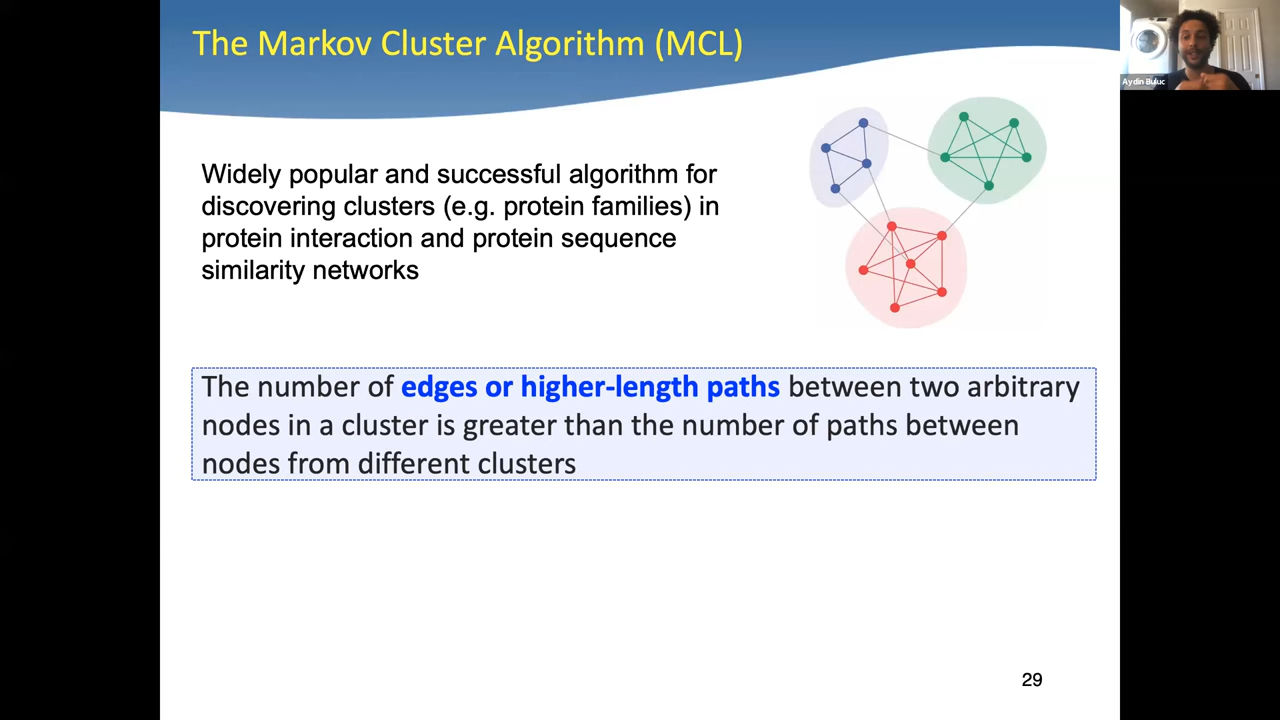 The Markov Cluster Algorithm (MCL)
Aydin Buluc
Widely popular and successful algorithm for
discovering clusters (e.g. protein families) in
protein interaction and protein sequence
similarity networks
The number of edges or higher-length paths between two arbitrary
nodes in a cluster is greater than the number of paths between
nodes from different clusters
29